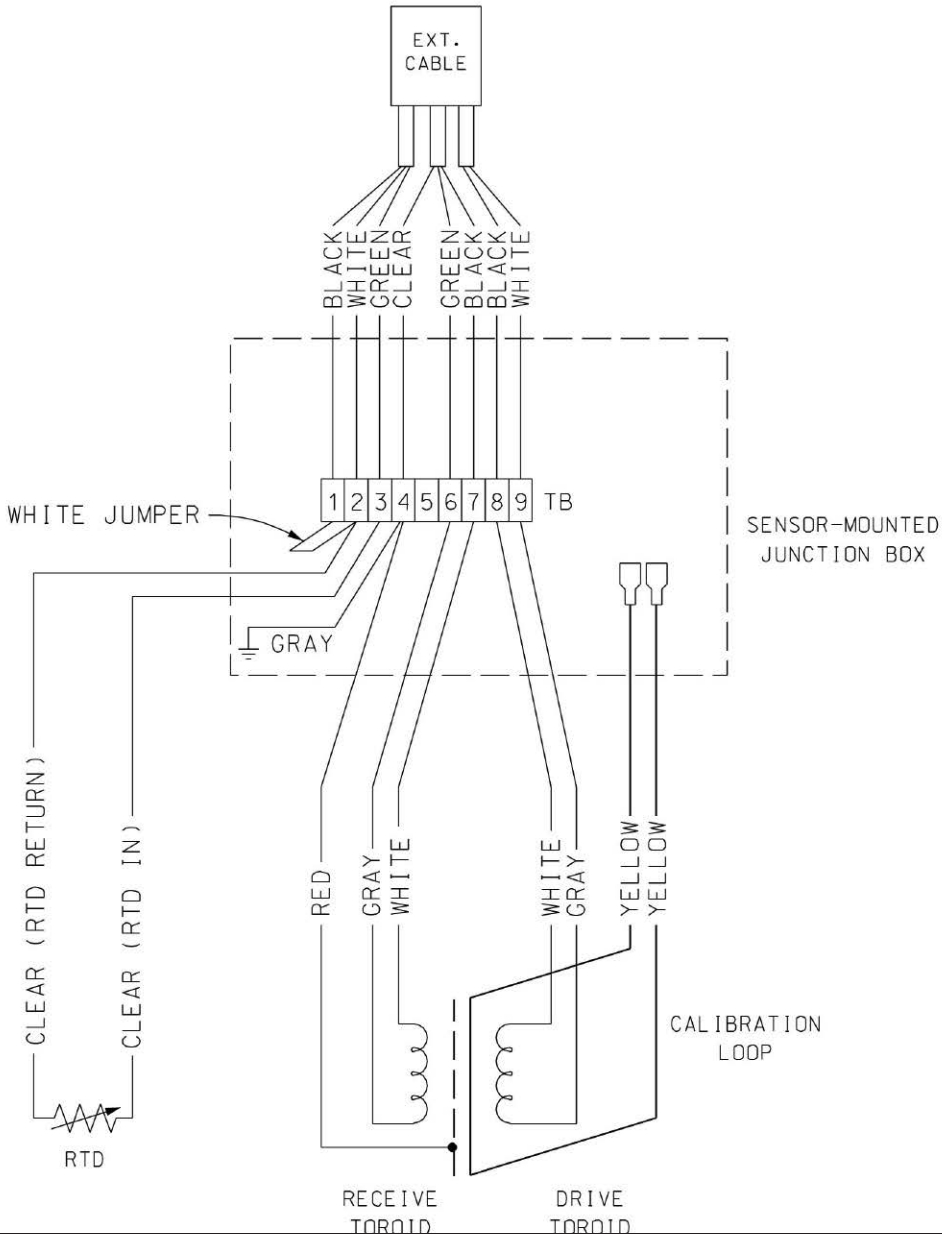 EXT.
CABLE
BLACK
WHITE
GREEN
CLEAR
GREEN
BLACK
BLACK
WHITE
1 2 3 4 5 6 7 8 9 TB
WHITE JUMPER
SENSOR-MOUNTED
JUNCTION BOX
GRAY
CLEAR (RTD RETURN)
CLEAR (RTD IN)
RED
GRAY
WHITE
WHITE
GRAY
YELLOW
YELLOW
CALIBRATION
LOOP
RTD
RECEIVE
TOROID
DRIVE
TOROID